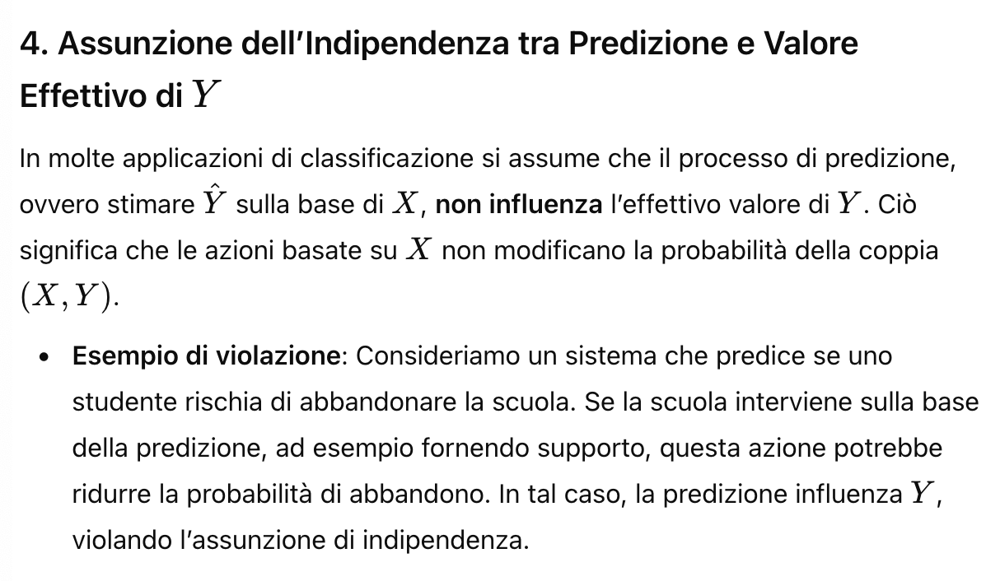 4. Assunzione dell'Indipendenza tra Predizione e Valore
Effettivo di Y
In molte applicazioni di classificazione si assume che il processo di predizione,
ovvero stimare Ŷ sulla base di X, non influenza l'effettivo valore di Y. Ciò
significa che le azioni basate su X non modificano la probabilità della coppia
(X, Y).
• Esempio di violazione: Consideriamo un sistema che predice se uno
studente rischia di abbandonare la scuola. Se la scuola interviene sulla base
della predizione, ad esempio fornendo supporto, questa azione potrebbe
ridurre la probabilità di abbandono. In tal caso, la predizione influenza Y,
violando l'assunzione di indipendenza.